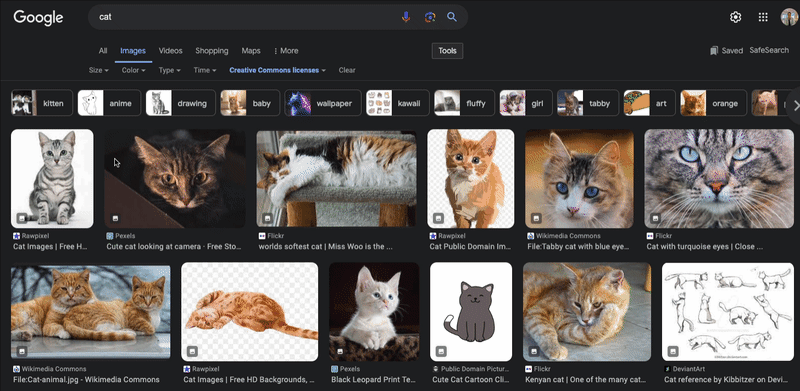 Google
cat
All Images Videos Shopping Maps More Tools Saved SafeSearch
Size Color Type Time Creative Commons licenses Clear
kitten anime drawing baby wallpaper kawaii fluffy girl tabby art orange
Rawpixel
Cat Images | Free H...
Pexels
Cute cat looking at camera · Free Sto...
Flickr
worlds softest cat | Miss Woo is the ...
Rawpixel
Cat Public Domain Im...
Wikimedia Commons
File:Tabby cat with blue eye...
Flickr
Cat with turquoise eyes | Close ...
Wikimedia Commons
File:Cat-animal.jpg - Wikimedia Commons
Rawpixel
Cat Images | Free HD Backgrounds, ...
Pexels
Black Leopard Print Te...
Public Domain Pictur...
Cute Cat Cartoon Cli...
Flickr
Kenyan cat | One of the many cat...
DeviantArt
Cat reference by Kibbitzer on Devi...